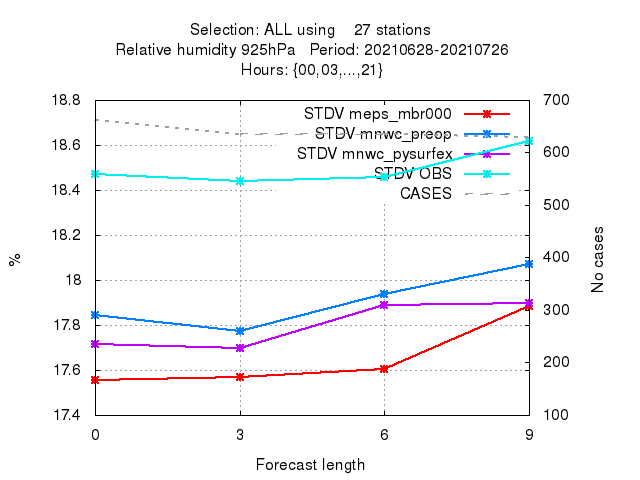 Selection: ALL using 27 stations
Relative humidity 925hPa Period: 20210628-20210726
Hours: {00,03,...,21}
18.8
700
STDV meps_mbr000
18.6
STDV mnwc_preop
600
STDV mnwc_pysurfex
18.4
STDV OBS
CASES
500
18.2
400
%
18
No cases
300
17.8
200
17.6
17.4
100
0 3 6 9
Forecast length